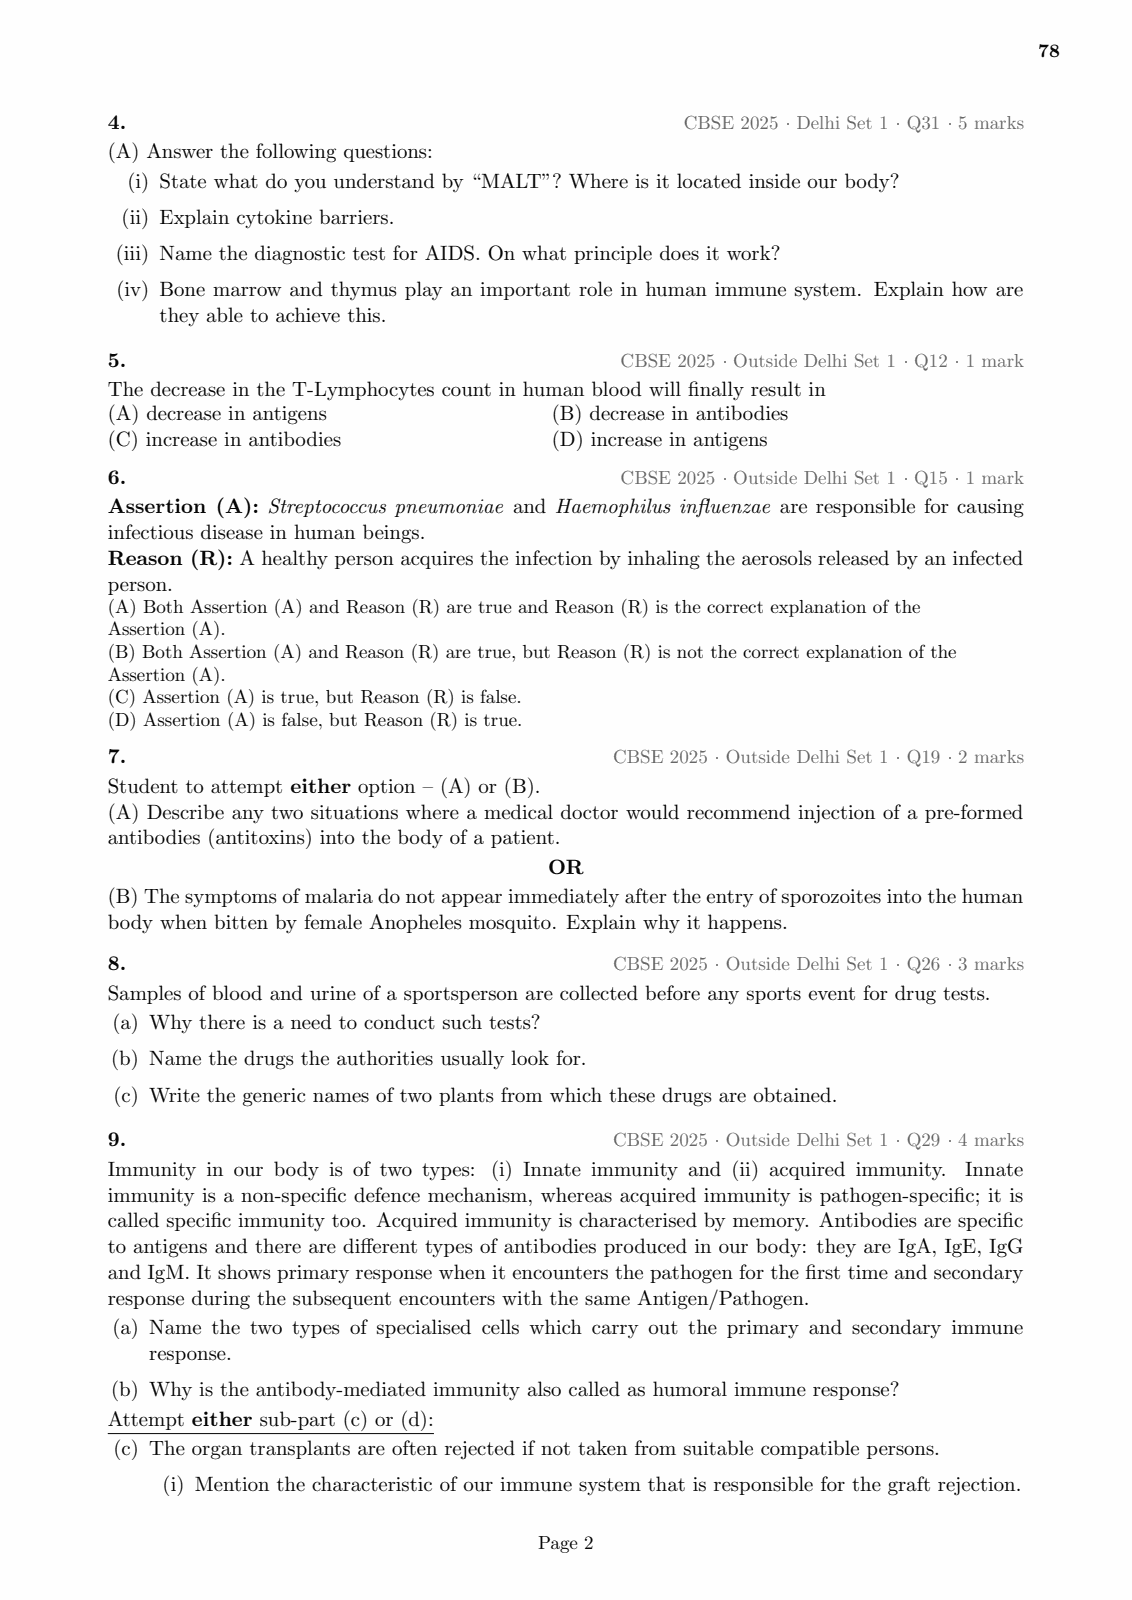 78
4. CBSE 2025 · Delhi Set 1 · Q31 · 5 marks
(A) Answer the following questions:
(i) State what do you understand by “MALT”? Where is it located inside our body?
(ii) Explain cytokine barriers.
(iii) Name the diagnostic test for AIDS. On what principle does it work?
(iv) Bone marrow and thymus play an important role in human immune system. Explain how are
they able to achieve this.
5. CBSE 2025 · Outside Delhi Set 1 · Q12 · 1 mark
The decrease in the T-Lymphocytes count in human blood will finally result in
(A) decrease in antigens (B) decrease in antibodies
(C) increase in antibodies (D) increase in antigens
6. CBSE 2025 · Outside Delhi Set 1 · Q15 · 1 mark
Assertion (A): Streptococcus pneumoniae and Haemophilus influenzae are responsible for causing
infectious disease in human beings.
Reason (R): A healthy person acquires the infection by inhaling the aerosols released by an infected
person.
(A) Both Assertion (A) and Reason (R) are true and Reason (R) is the correct explanation of the
Assertion (A).
(B) Both Assertion (A) and Reason (R) are true, but Reason (R) is not the correct explanation of the
Assertion (A).
(C) Assertion (A) is true, but Reason (R) is false.
(D) Assertion (A) is false, but Reason (R) is true.
7. CBSE 2025 · Outside Delhi Set 1 · Q19 · 2 marks
Student to attempt either option – (A) or (B).
(A) Describe any two situations where a medical doctor would recommend injection of a pre-formed
antibodies (antitoxins) into the body of a patient.
OR
(B) The symptoms of malaria do not appear immediately after the entry of sporozoites into the human
body when bitten by female Anopheles mosquito. Explain why it happens.
8. CBSE 2025 · Outside Delhi Set 1 · Q26 · 3 marks
Samples of blood and urine of a sportsperson are collected before any sports event for drug tests.
(a) Why there is a need to conduct such tests?
(b) Name the drugs the authorities usually look for.
(c) Write the generic names of two plants from which these drugs are obtained.
9. CBSE 2025 · Outside Delhi Set 1 · Q29 · 4 marks
Immunity in our body is of two types: (i) Innate immunity and (ii) acquired immunity. Innate
immunity is a non-specific defence mechanism, whereas acquired immunity is pathogen-specific; it is
called specific immunity too. Acquired immunity is characterised by memory. Antibodies are specific
to antigens and there are different types of antibodies produced in our body: they are IgA, IgE, IgG
and IgM. It shows primary response when it encounters the pathogen for the first time and secondary
response during the subsequent encounters with the same Antigen/Pathogen.
(a) Name the two types of specialised cells which carry out the primary and secondary immune
response.
(b) Why is the antibody-mediated immunity also called as humoral immune response?
Attempt either sub-part (c) or (d):
(c) The organ transplants are often rejected if not taken from suitable compatible persons.
(i) Mention the characteristic of our immune system that is responsible for the graft rejection.
Page 2